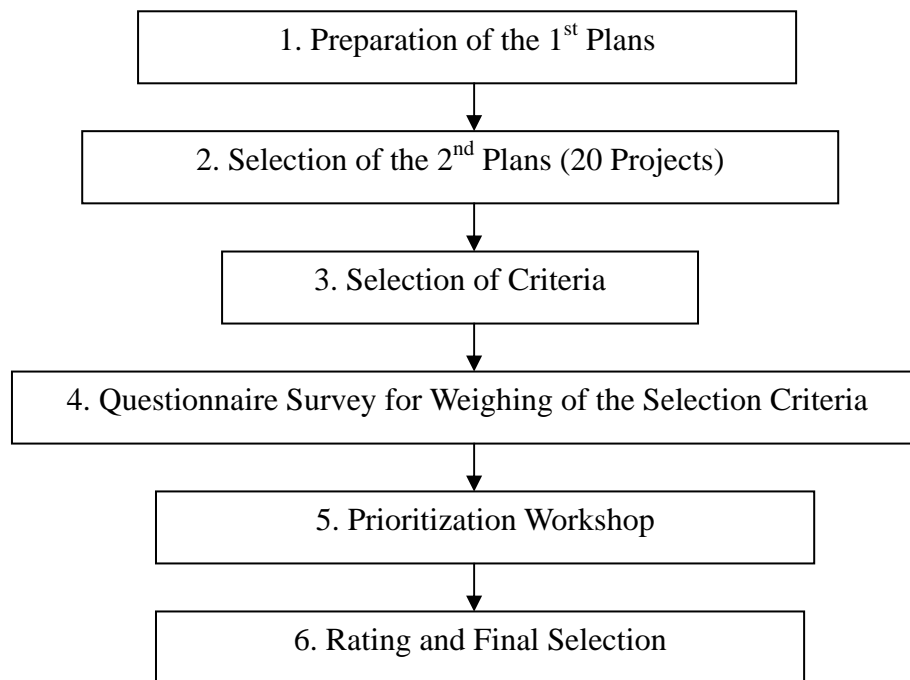 1. Preparation of the 1st Plans
2. Selection of the 2nd Plans (20 Projects)
3. Selection of Criteria
4. Questionnaire Survey for Weighing of the Selection Criteria
5. Prioritization Workshop
6. Rating and Final Selection